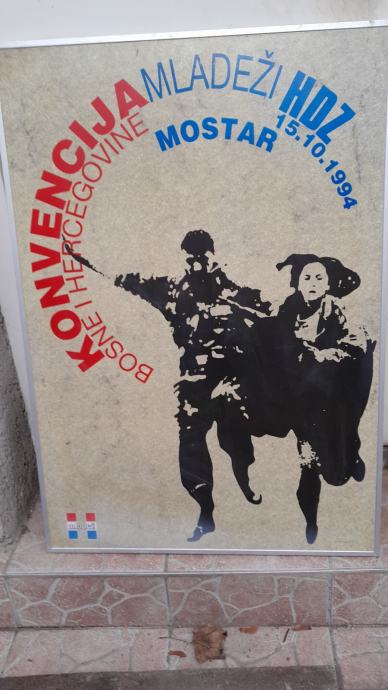 KONVENCIJA MLADEŽI HDZ
BOSNE I HERCEGOVINE
MOSTAR 15.10.1994